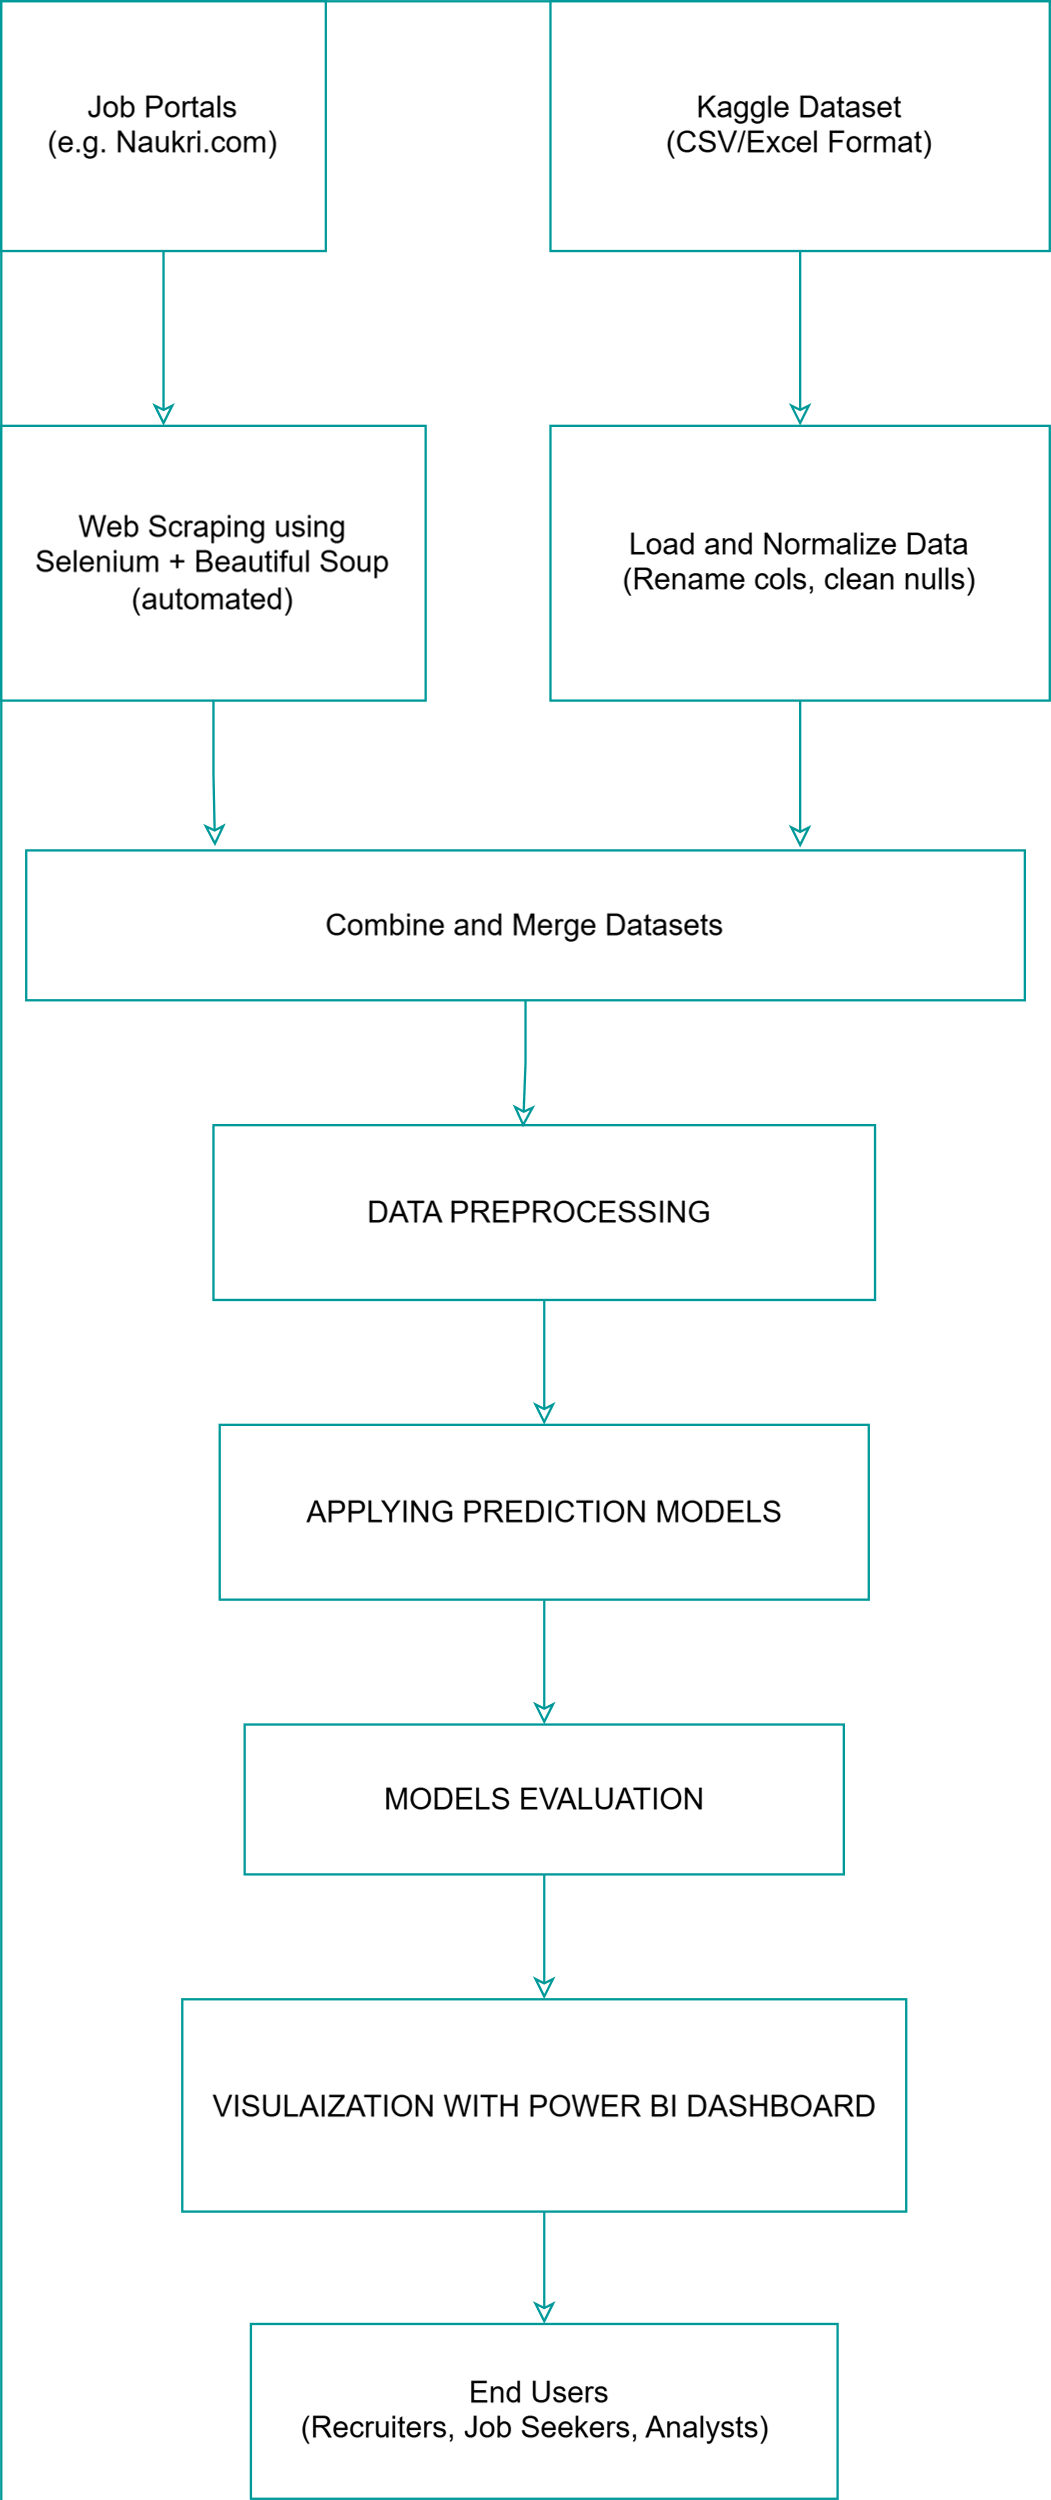 Job Portals
(e.g. Naukri.com)
Kaggle Dataset
(CSV/Excel Format)
Web Scraping using
Selenium + Beautiful Soup
(automated)
Load and Normalize Data
(Rename cols, clean nulls)
Combine and Merge Datasets
DATA PREPROCESSING
APPLYING PREDICTION MODELS
MODELS EVALUATION
VISULAIZATION WITH POWER BI DASHBOARD
End Users
(Recruiters, Job Seekers, Analysts)